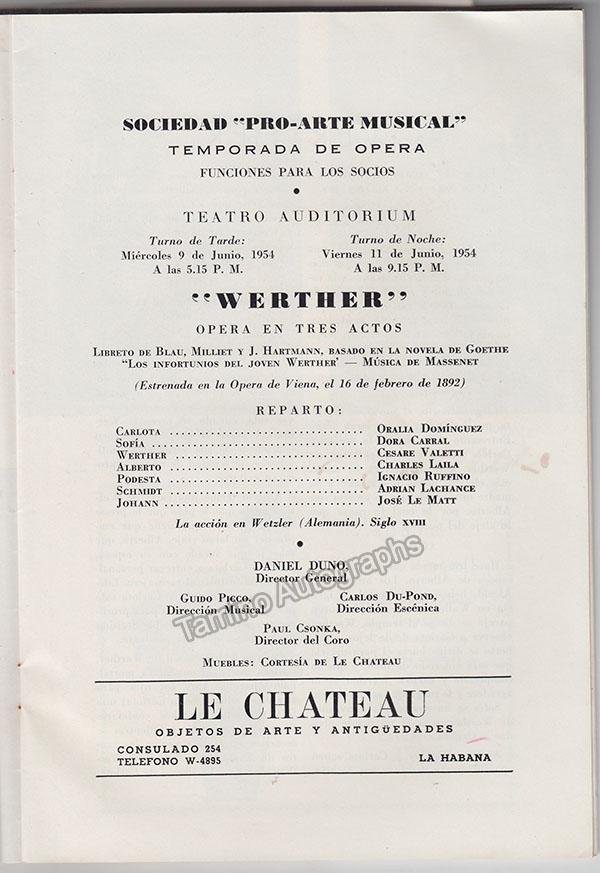 SOCIEDAD "PRO-ARTE MUSICAL"
TEMPORADA DE OPERA
FUNCIONES PARA LOS SOCIOS
•
TEATRO AUDITORIUM
Turno de Tarde:
Miércoles 9 de Junio, 1954
A las 5.15 P. M.
Turno de Noche:
Viernes 11 de Junio, 1954
A las 9.15 P. M.
"WERTHER"
OPERA EN TRES ACTOS
LIBRETO DE BLAU, MILLIET Y J. HARTMANN, BASADO EN LA NOVELA DE GOETHE
"LOS INFORTUNIOS DEL JOVEN WERTHER' — MÚSICA DE MASSENET
(Estrenada en la Opera de Viena, el 16 de febrero de 1892)
REPARTO:
CARLOTA ................................ ORALIA DOMÍNGUEZ
SOFÍA ................................ DORA CARRAL
WERTHER ................................ CESARE VALETTI
ALBERTO ................................ CHARLES LAILA
PODESTA ................................ IGNACIO RUFFINO
SCHMIDT ................................ ADRIAN LACHANCE
JOHANN ................................ JOSÉ LE MATT
La acción en Wetzler (Alemania). Siglo XVIII
•
DANIEL DUNO,
Director General
GUIDO PICCO,
Dirección Musical
CARLOS DU-POND,
Dirección Escénica
PAUL CSONKA,
Director del Coro
MUEBLES: CORTESÍA DE LE CHATEAU
LE CHATEAU
OBJETOS DE ARTE Y ANTIGÜEDADES
CONSULADO 254
TELEFONO W-4895
LA HABANA
Tamino Autographs